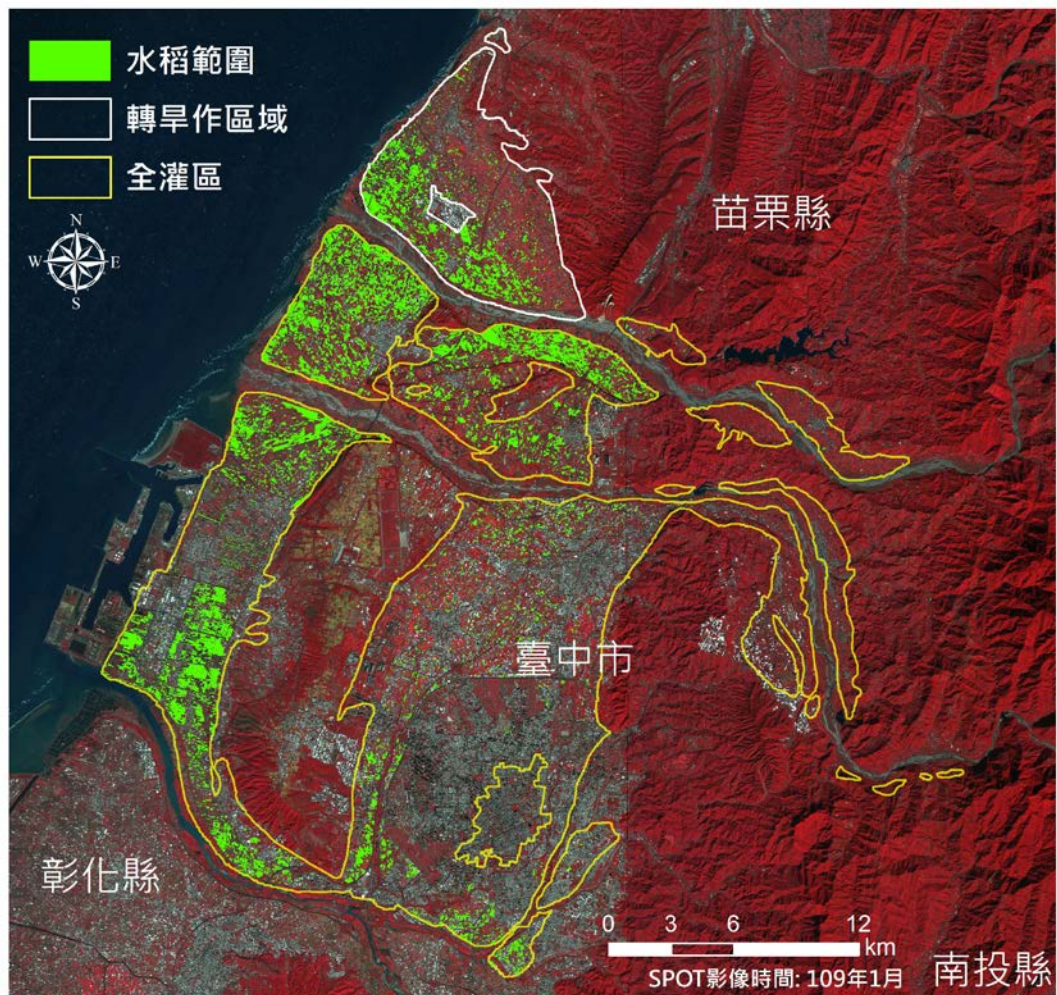 水稻範圍
轉旱作區域
全灌區
N
W E
S
苗栗縣
臺中市
彰化縣
0 3 6 12
km
SPOT影像時間: 109年1月
南投縣